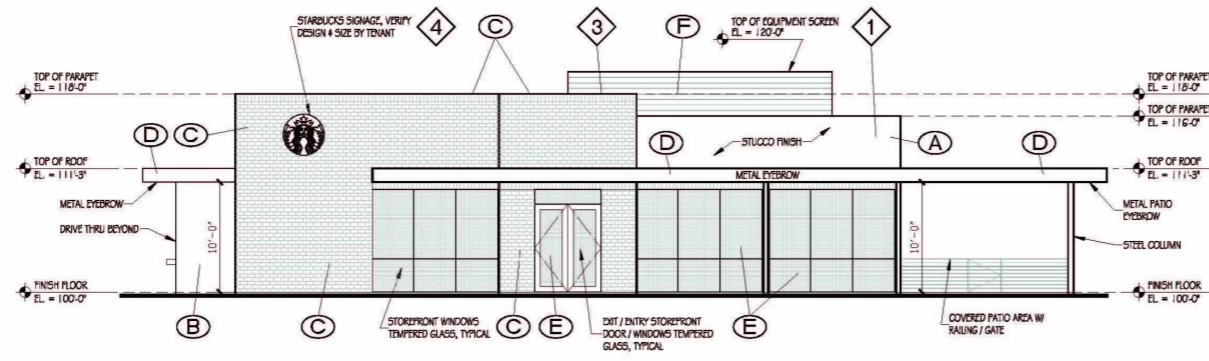 STARBUCKS SIGNAGE, VERIFY
DESIGN & SIZE BY TENANT
4
C
3
F
TOP OF EQUIPMENT SCREEN
EL. = 120'-0"
1
TOP OF PARAPET
EL. = 118'-0"
TOP OF PARAPET
EL. = 118'-0"
TOP OF PARAPET
EL. = 116'-0"
D
C
STUCCO FINISH
A
D
D
TOP OF ROOF
EL. = 111'-3"
METAL EYEBROW
TOP OF ROOF
EL. = 111'-3"
METAL EYEBROW
METAL PATIO
EYEBROW
DRIVE THRU BEYOND
10'-0"
10'-0"
STEEL COLUMN
FINISH FLOOR
EL. = 100'-0"
FINISH FLOOR
EL. = 100'-0"
B
C
STOREFRONT WINDOWS
TEMPERED GLASS, TYPICAL
C
E
EXIT / ENTRY STOREFRONT
DOOR / WINDOWS TEMPERED
GLASS, TYPICAL
E
COVERED PATIO AREA W/
RAILING / GATE